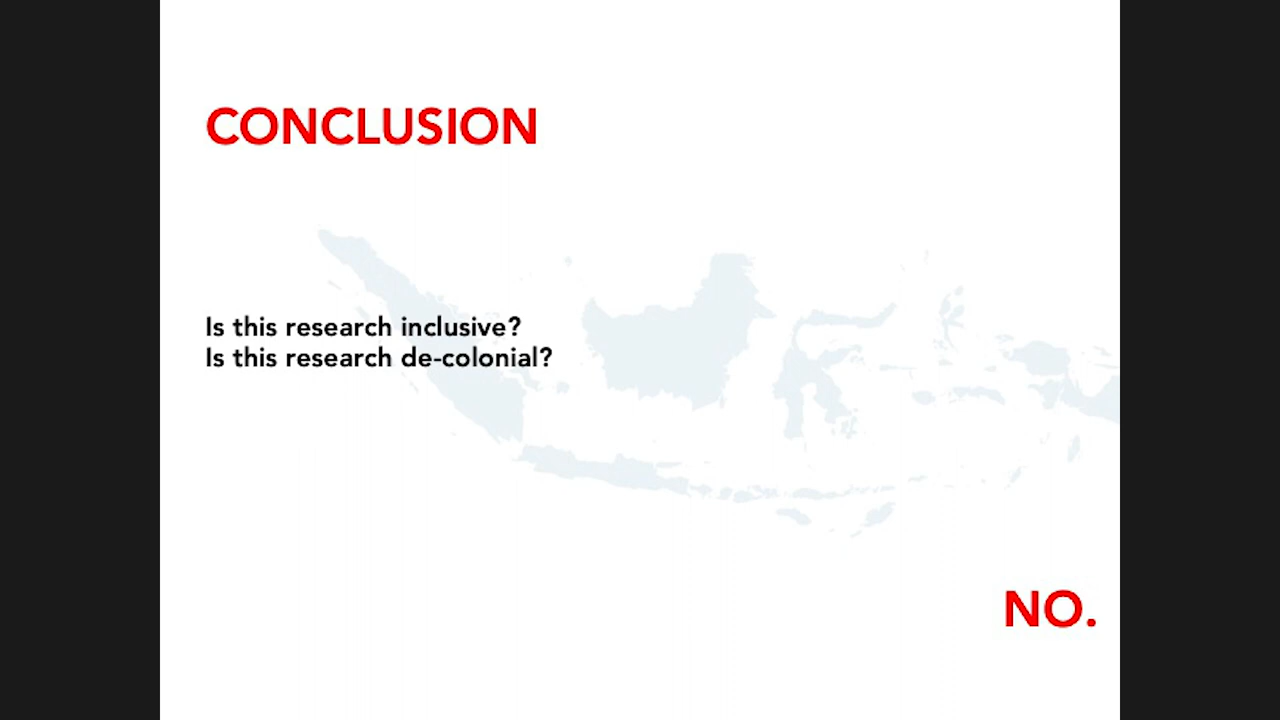 CONCLUSION
Is this research inclusive?
Is this research de-colonial?
NO.